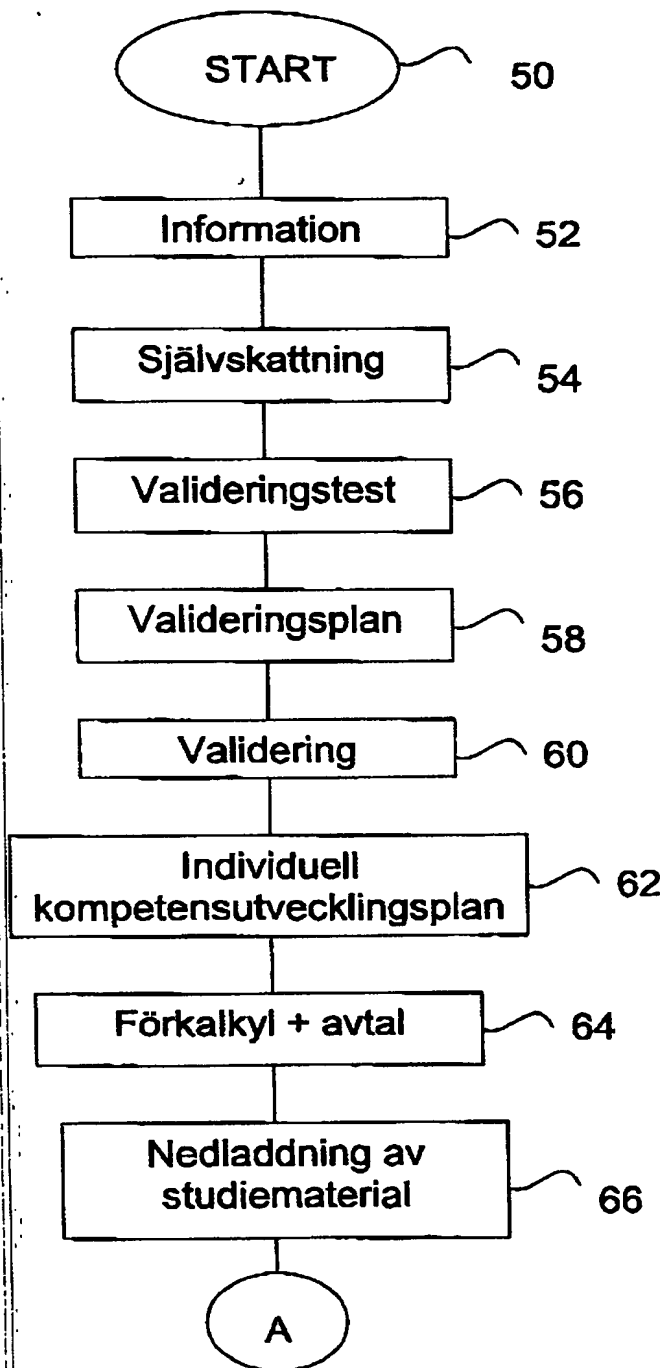 START 50
Information 52
Självskattning 54
Valideringstest 56
Valideringsplan 58
Validering 60
Individuell
kompetensutvecklingsplan 62
Förkalkyl + avtal 64
Nedladdning av
studiematerial 66
A